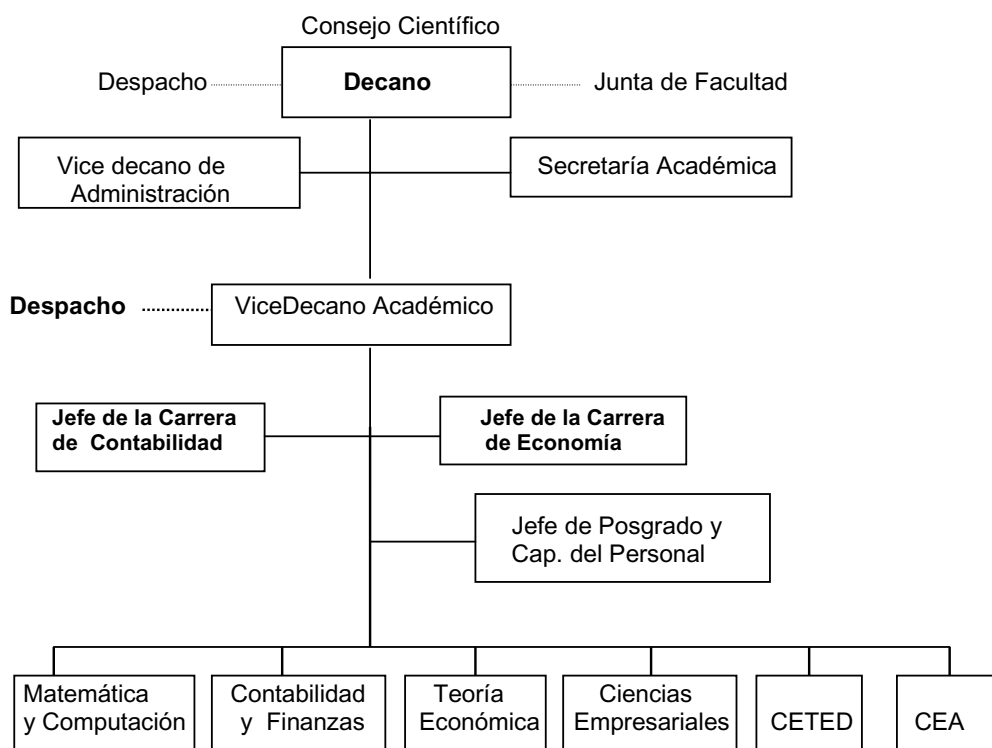 Consejo Científico
Despacho
Decano
Junta de Facultad
Vice decano de
Administración
Secretaría Académica
Despacho
ViceDecano Académico
Jefe de la Carrera
de Contabilidad
Jefe de la Carrera
de Economía
Jefe de Posgrado y
Cap. del Personal
Matemática
y Computación
Contabilidad
y Finanzas
Teoría
Económica
Ciencias
Empresariales
CETED
CEA